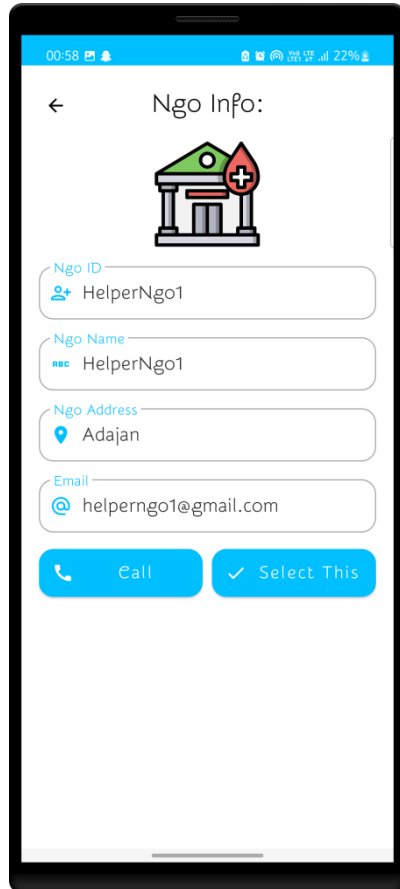 00:58 22%
Ngo Info:
Ngo ID
HelperNgo1
Ngo Name
ABC HelperNgo1
Ngo Address
Adajan
Email
@ helperngo1@gmail.com
Call Select This